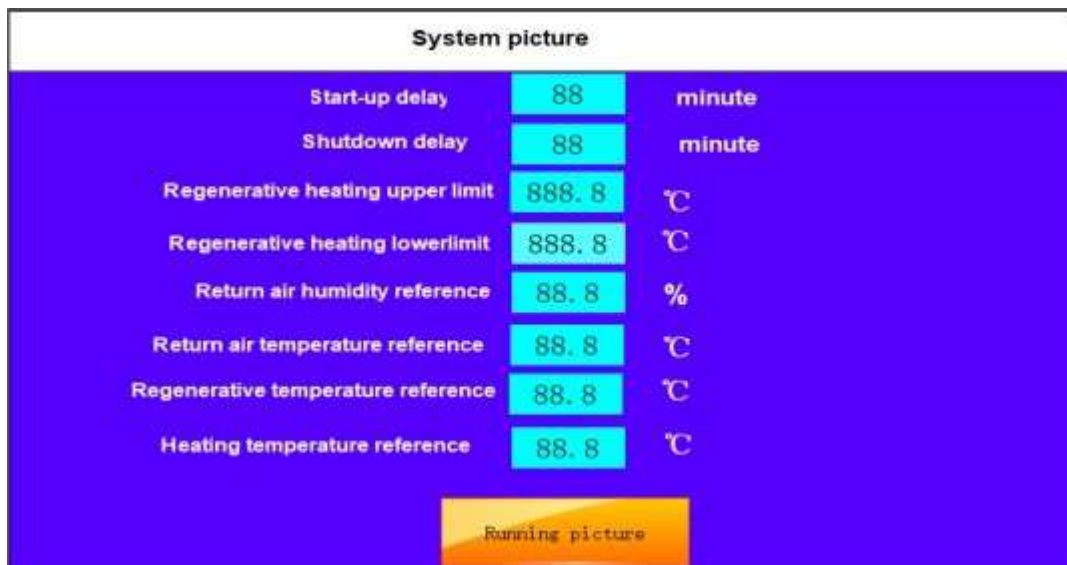 System picture
Start-up delay 88 minute
Shutdown delay 88 minute
Regenerative heating upper limit 888.8 ℃
Regenerative heating lowerlimit 888.8 ℃
Return air humidity reference 88.8 %
Return air temperature reference 88.8 ℃
Regenerative temperature reference 88.8 ℃
Heating temperature reference 88.8 ℃
Running picture